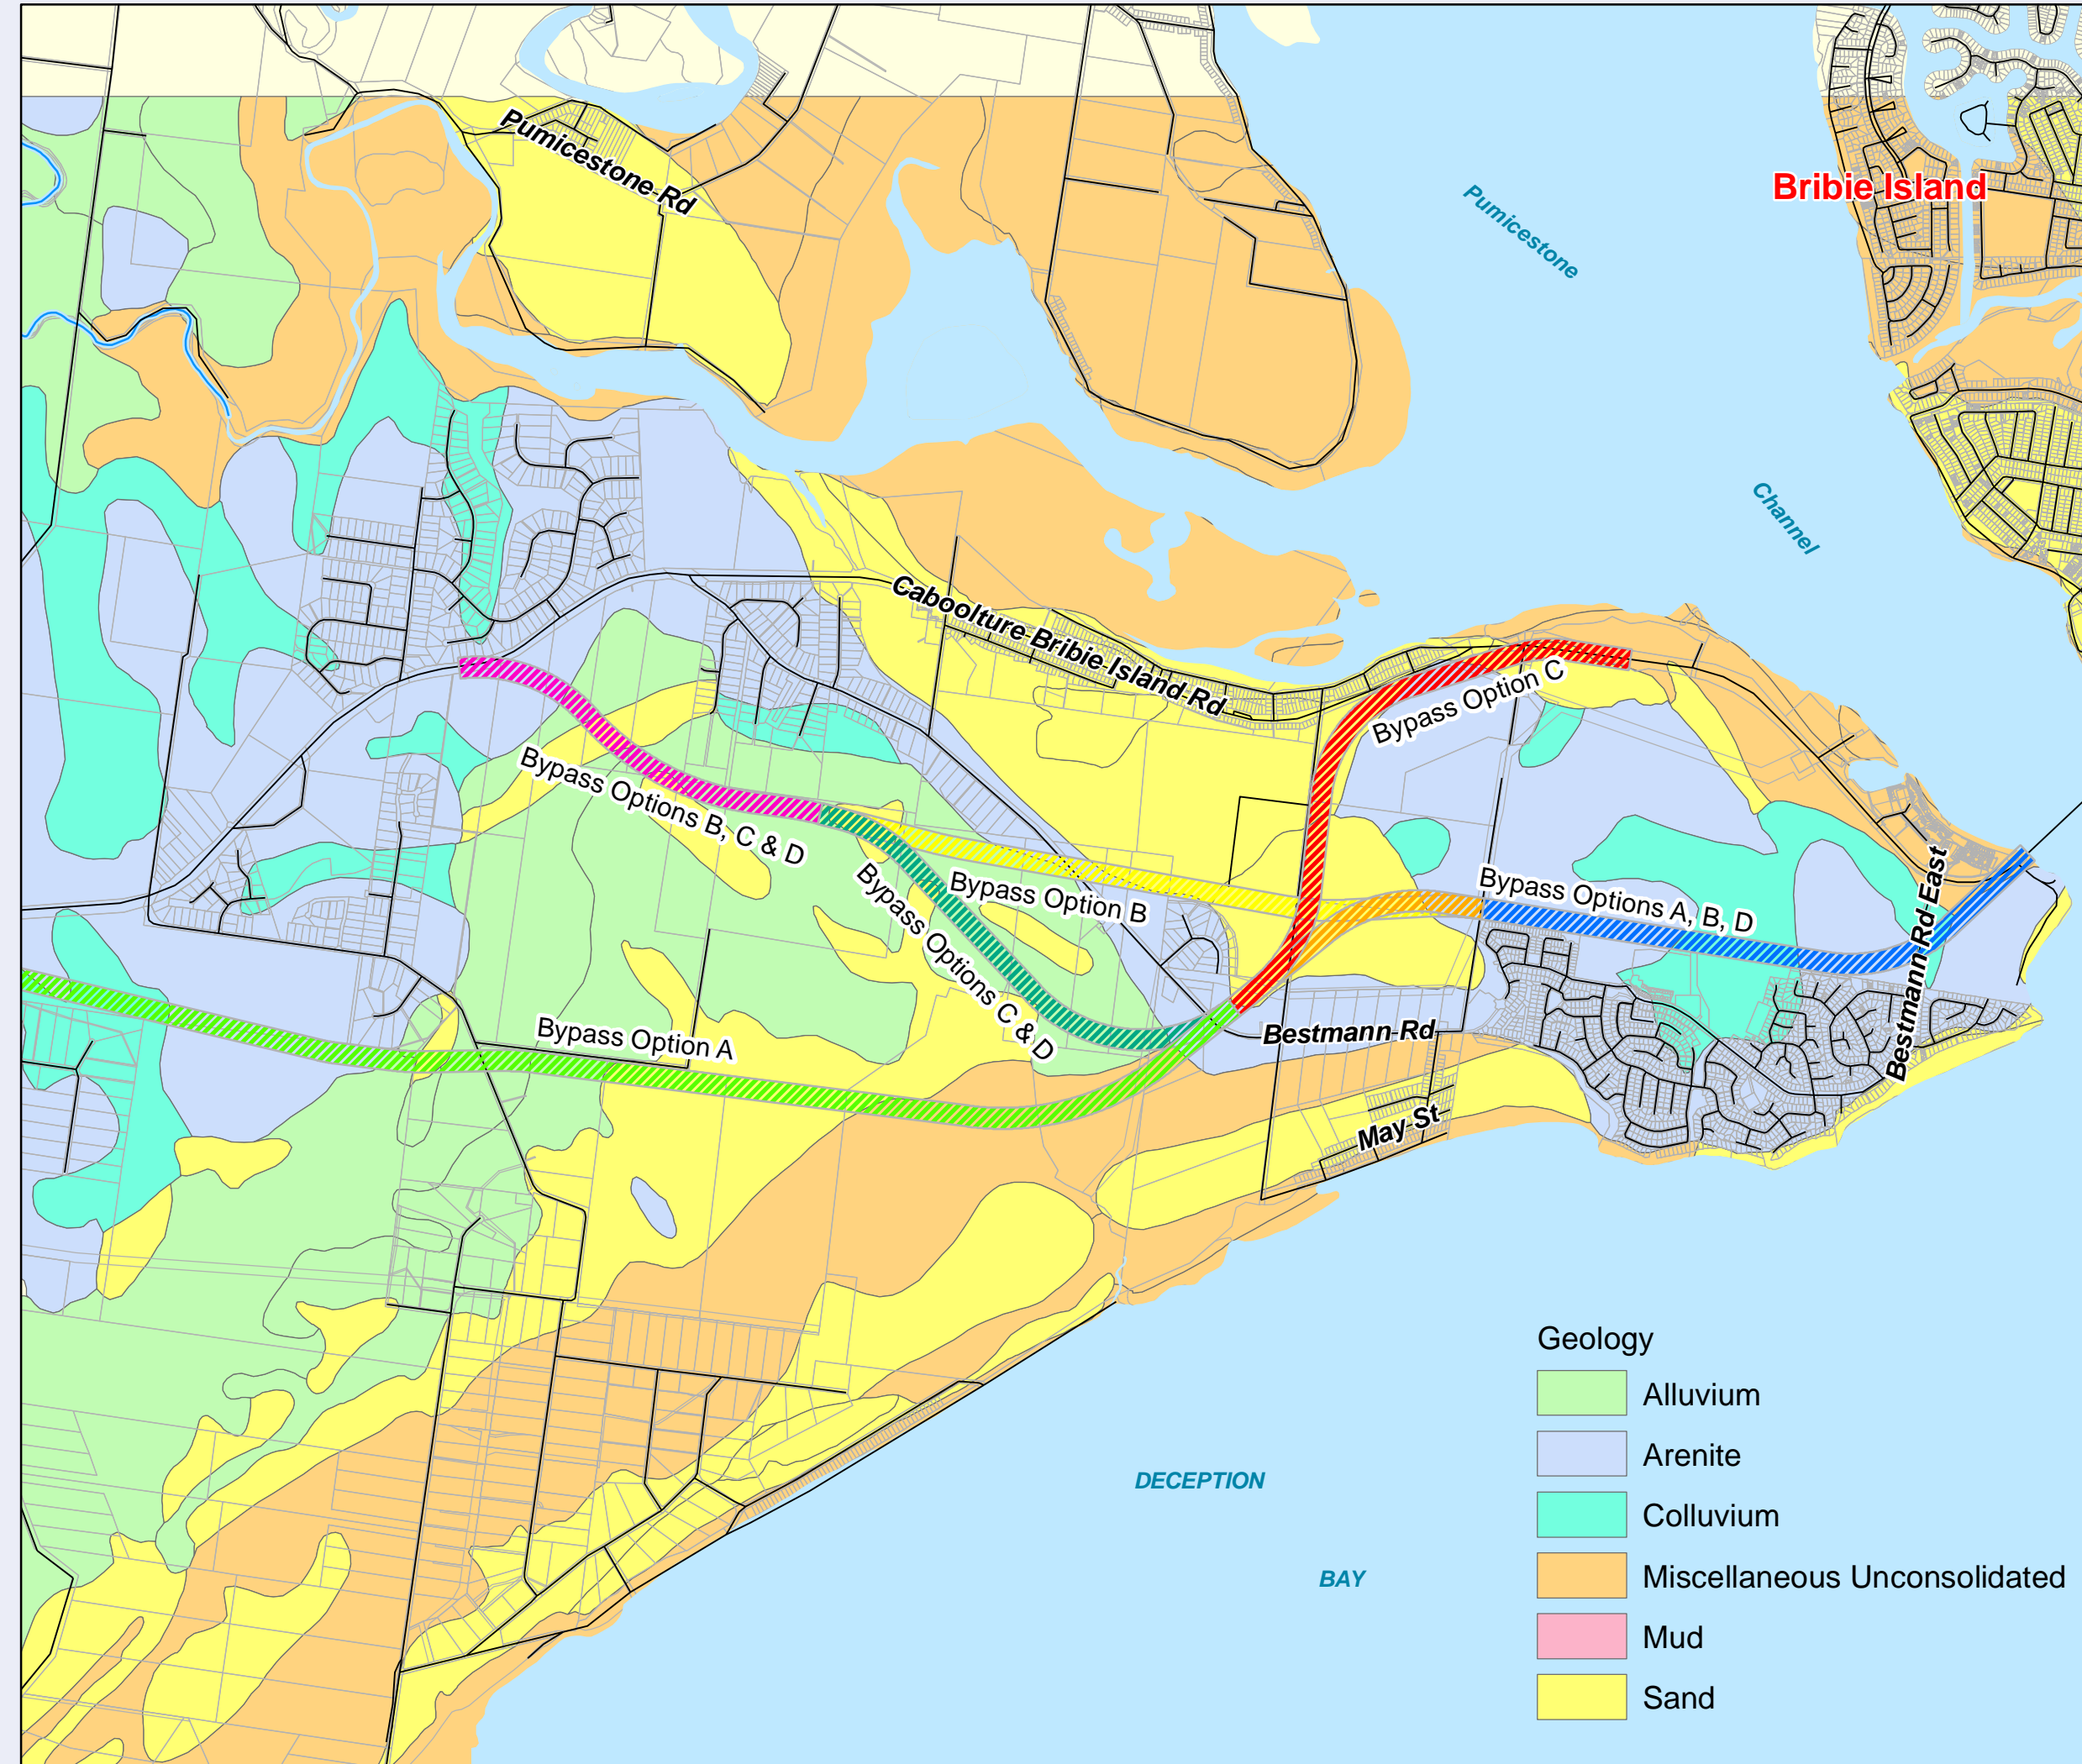 Pumicestone Rd
Bribie Island
Pumicestone
Channel
Caboolture Bribie Island Rd
Bypass Option C
Bypass Options B, C & D
Bypass Option B
Bypass Options A, B, D
Bypass Options C & D
Bestmann Rd East
Bypass Option A
Bestmann Rd
May St
DECEPTION
BAY
Geology
Alluvium
Arenite
Colluvium
Miscellaneous Unconsolidated
Mud
Sand